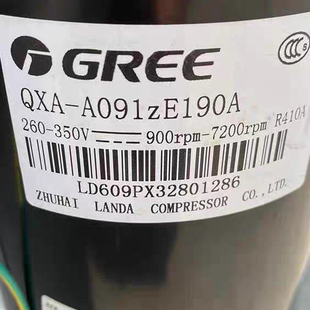 GREE
QXA-A091zE190A
260-350V 900rpm-7200rpm R410A
LD609PX32801286
ZHUHAI LANDA COMPRESSOR CO.,LTD.